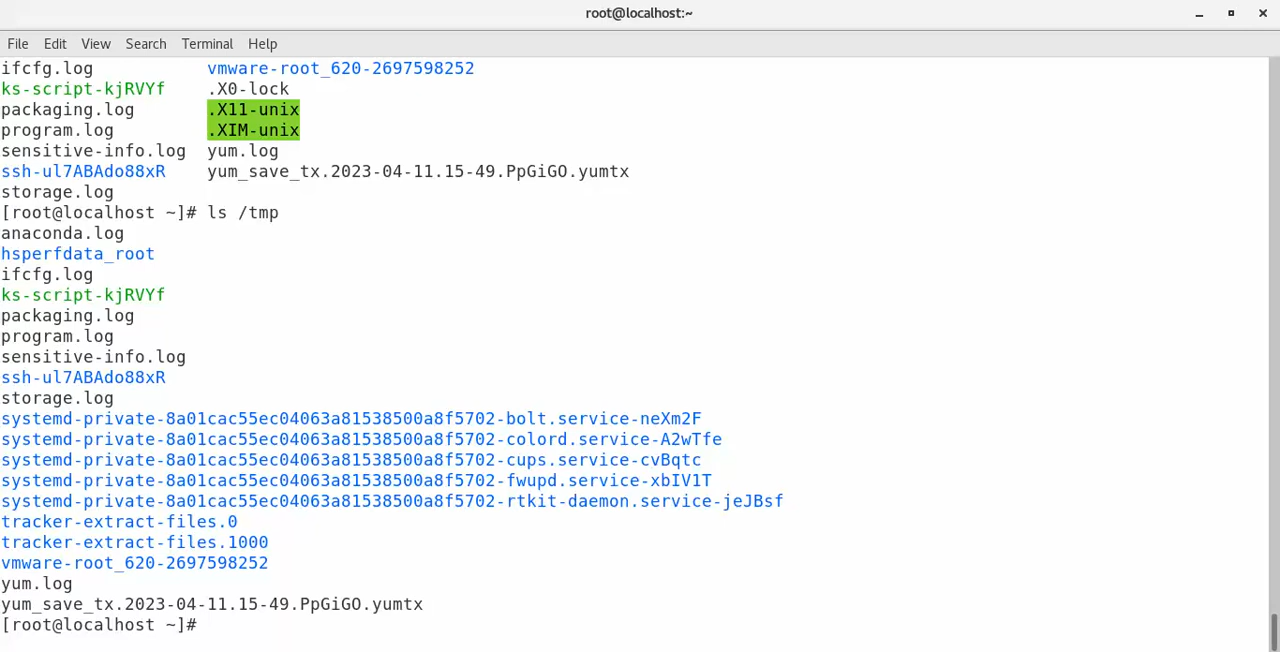 root@localhost:~
File Edit View Search Terminal Help
ifcfg.log vmware-root_620-2697598252
ks-script-kjRVYf .X0-lock
packaging.log .X11-unix
program.log .XIM-unix
sensitive-info.log yum.log
ssh-ul7ABAdo88xR yum_save_tx.2023-04-11.15-49.PpGiGO.yumtx
storage.log
[root@localhost ~]# ls /tmp
anaconda.log
hsperfdata_root
ifcfg.log
ks-script-kjRVYf
packaging.log
program.log
sensitive-info.log
ssh-ul7ABAdo88xR
storage.log
systemd-private-8a01cac55ec04063a81538500a8f5702-bolt.service-neXm2F
systemd-private-8a01cac55ec04063a81538500a8f5702-colord.service-A2wTfe
systemd-private-8a01cac55ec04063a81538500a8f5702-cups.service-cvBqtc
systemd-private-8a01cac55ec04063a81538500a8f5702-fwupd.service-xbIV1T
systemd-private-8a01cac55ec04063a81538500a8f5702-rtkit-daemon.service-jeJBsf
tracker-extract-files.0
tracker-extract-files.1000
vmware-root_620-2697598252
yum.log
yum_save_tx.2023-04-11.15-49.PpGiGO.yumtx
[root@localhost ~]#